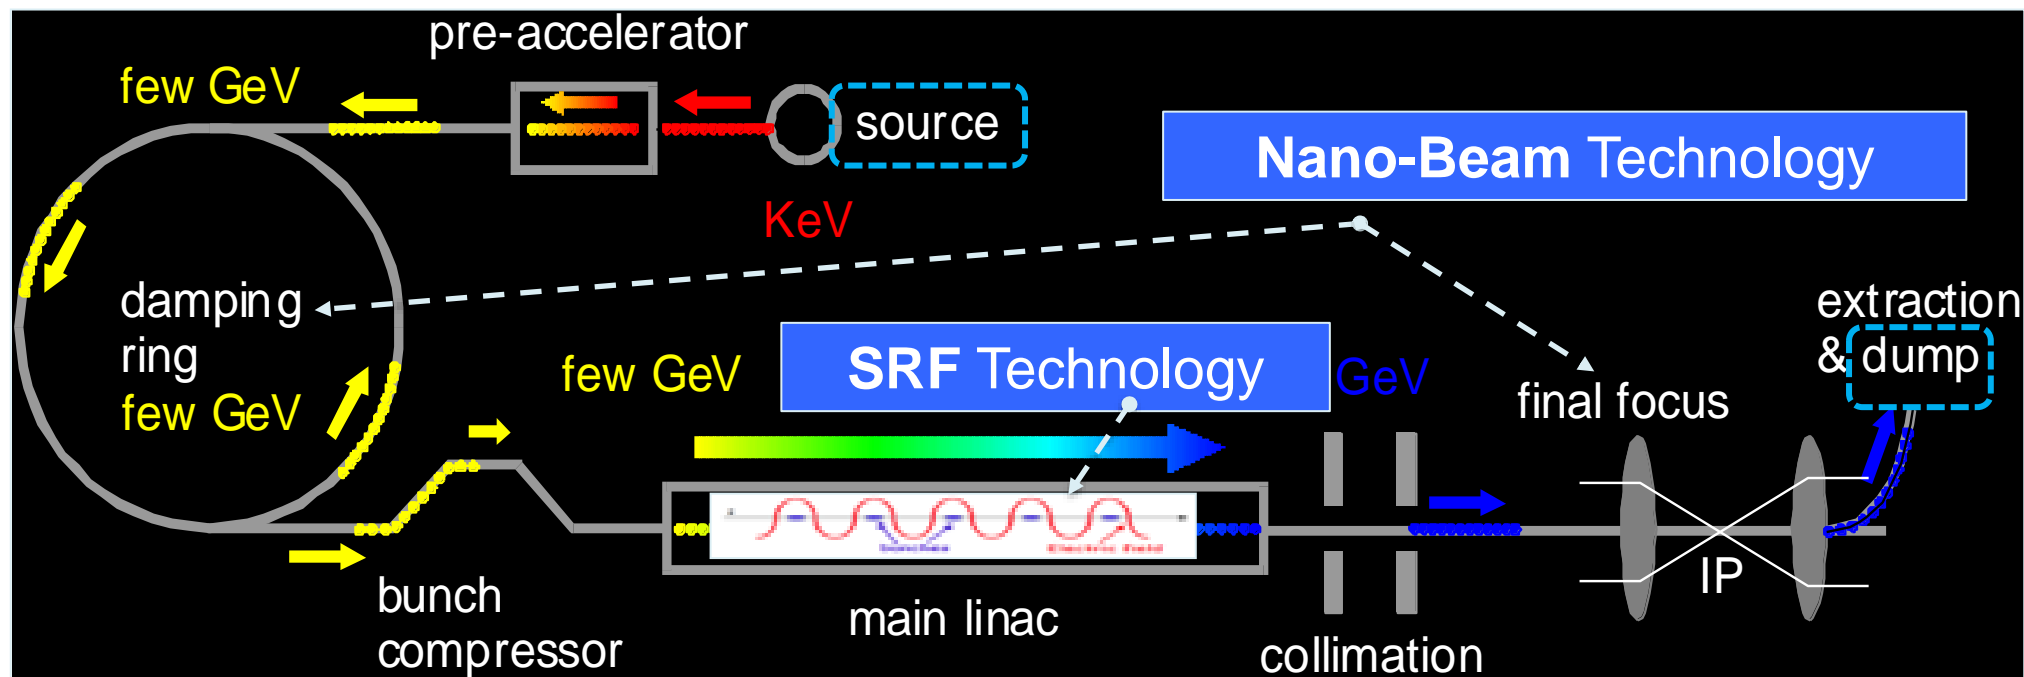 pre-accelerator
few GeV
source
KeV
Nano-Beam Technology
damping
ring
few GeV
few GeV
SRF Technology
GeV
extraction
& dump
final focus
IP
bunch
compressor
main linac
collimation